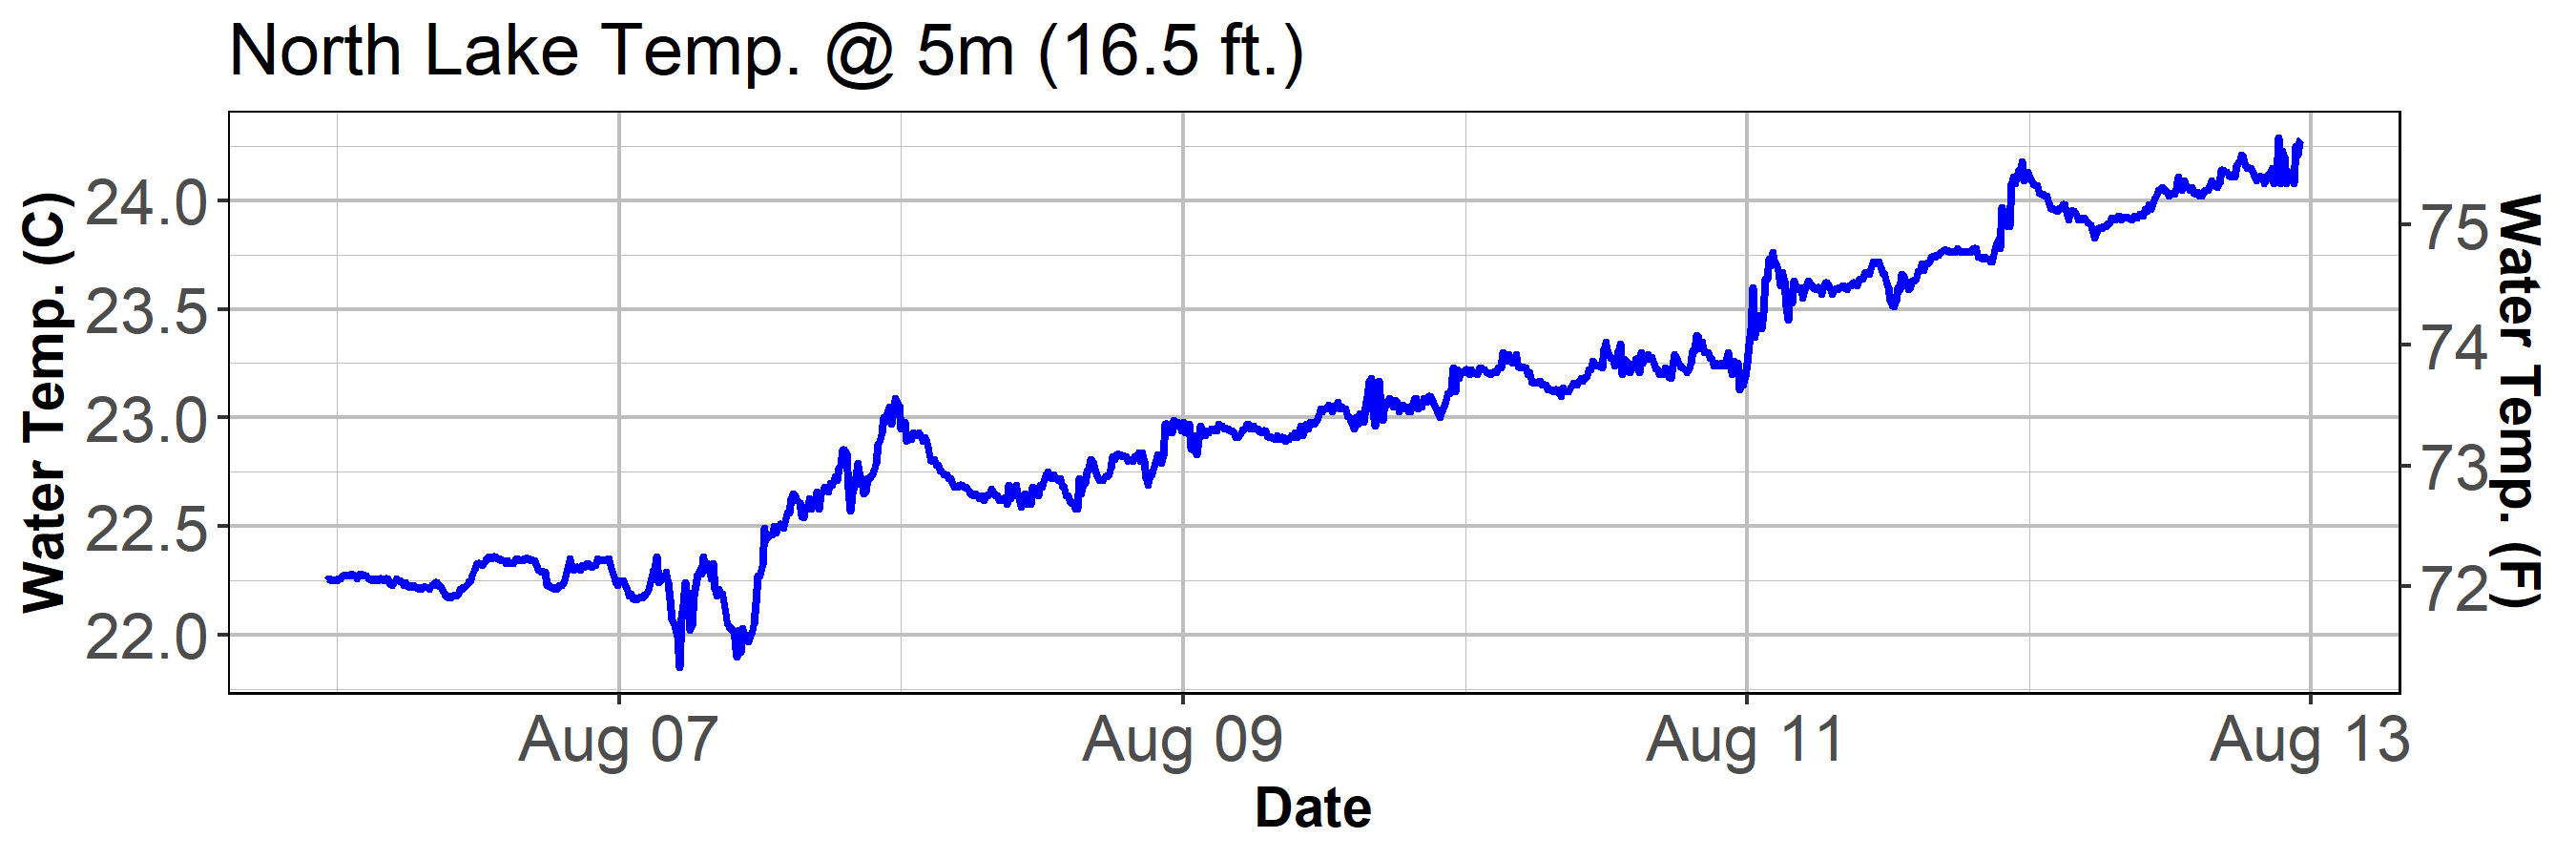 North Lake Temp. @ 5m (16.5 ft.)
Water Temp. (C)
24.0
23.5
23.0
22.5
22.0
75
74
73
72
Water Temp. (F)
Aug 07 Aug 09 Aug 11 Aug 13
Date